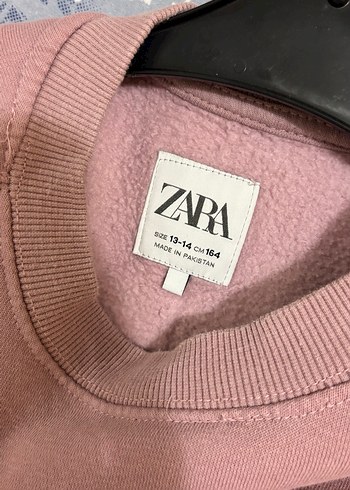 ZARA
SIZE 13-14 CM 164
MADE IN PAKISTAN